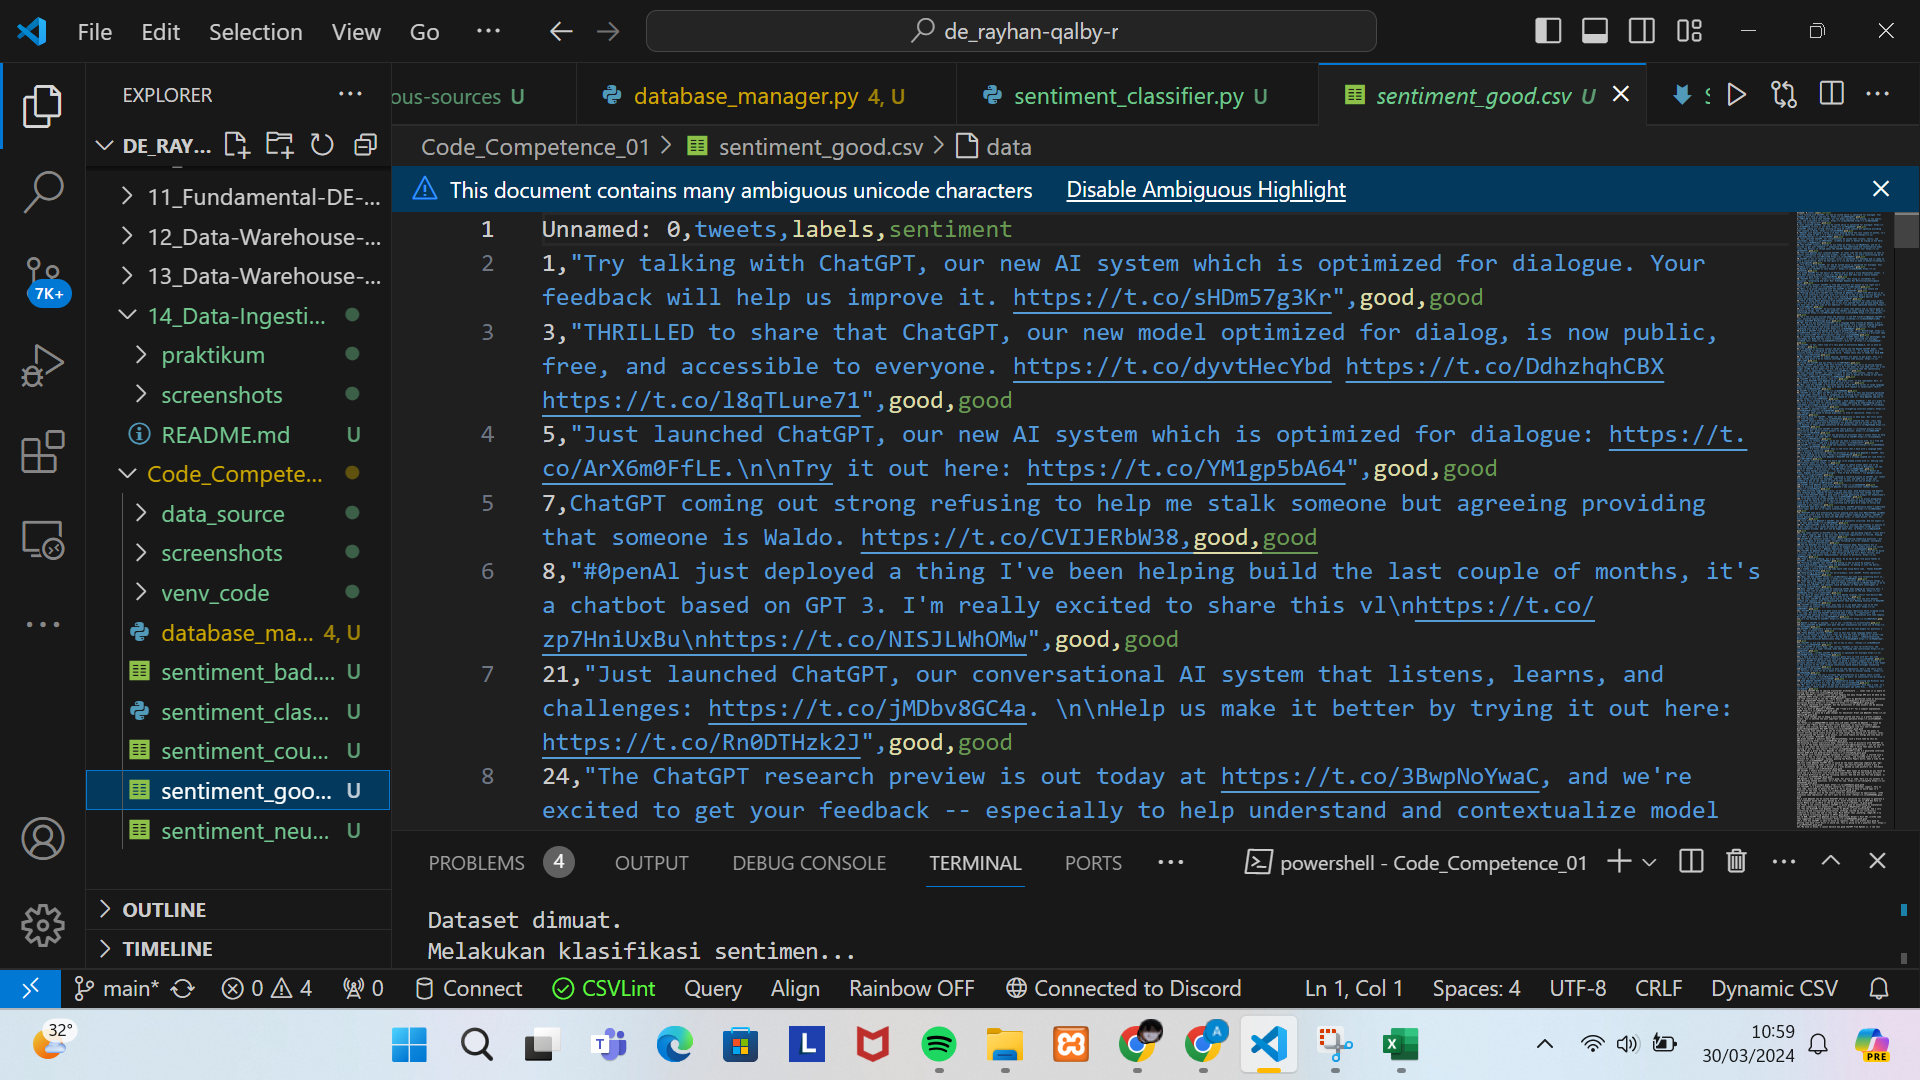 File Edit Selection View Go ··· de_rayhan-qalby-r
EXPLORER ···
ous-sources U
database_manager.py 4, U
sentiment_classifier.py U
sentiment_good.csv U
DE_RAY...
11_Fundamental-DE-...
12_Data-Warehouse-...
13_Data-Warehouse-...
14_Data-Ingesti...
praktikum
screenshots
README.md U
Code_Compete...
data_source
screenshots
venv_code
database_ma... 4, U
sentiment_bad.... U
sentiment_clas... U
sentiment_cou... U
sentiment_goo... U
sentiment_neu... U
OUTLINE
TIMELINE
7K+
Code_Competence_01 > sentiment_good.csv > data
This document contains many ambiguous unicode characters Disable Ambiguous Highlight
1 Unnamed: 0,tweets,labels,sentiment
2 1,"Try talking with ChatGPT, our new AI system which is optimized for dialogue. Your
feedback will help us improve it. https://t.co/sHDm57g3Kr",good,good
3 3,"THRILLED to share that ChatGPT, our new model optimized for dialog, is now public,
free, and accessible to everyone. https://t.co/dyvtHecYbd https://t.co/DdhzhqhCBX
https://t.co/l8qTLure71",good,good
4 5,"Just launched ChatGPT, our new AI system which is optimized for dialogue: https://t.
co/ArX6m0FfLE.\n\nTry it out here: https://t.co/YM1gp5bA64",good,good
5 7,ChatGPT coming out strong refusing to help me stalk someone but agreeing providing
that someone is Waldo. https://t.co/CVIJERbW38,good,good
6 8,"#0penAl just deployed a thing I've been helping build the last couple of months, it's
a chatbot based on GPT 3. I'm really excited to share this vl\nhttps://t.co/
zp7HniUxBu\nhttps://t.co/NISJLWhOMw",good,good
7 21,"Just launched ChatGPT, our conversational AI system that listens, learns, and
challenges: https://t.co/jMDbv8GC4a. \n\nHelp us make it better by trying it out here:
https://t.co/Rn0DTHzk2J",good,good
8 24,"The ChatGPT research preview is out today at https://t.co/3BwpNoYwaC, and we're
excited to get your feedback -- especially to help understand and contextualize model
PROBLEMS 4 OUTPUT DEBUG CONSOLE TERMINAL PORTS ··· powershell - Code_Competence_01
Dataset dimuat.
Melakukan klasifikasi sentimen...
main* 0 4 0 Connect CSVLint Query Align Rainbow OFF Connected to Discord Ln 1, Col 1 Spaces: 4 UTF-8 CRLF Dynamic CSV
32°
10:59
30/03/2024
PRE